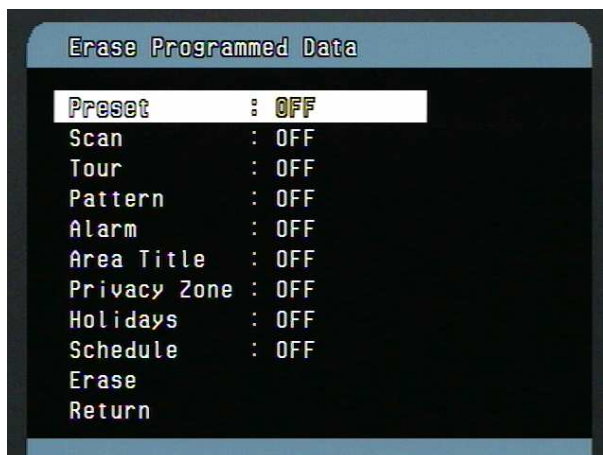 Erase Programmed Data
Preset : OFF
Scan : OFF
Tour : OFF
Pattern : OFF
Alarm : OFF
Area Title : OFF
Privacy Zone : OFF
Holidays : OFF
Schedule : OFF
Erase
Return